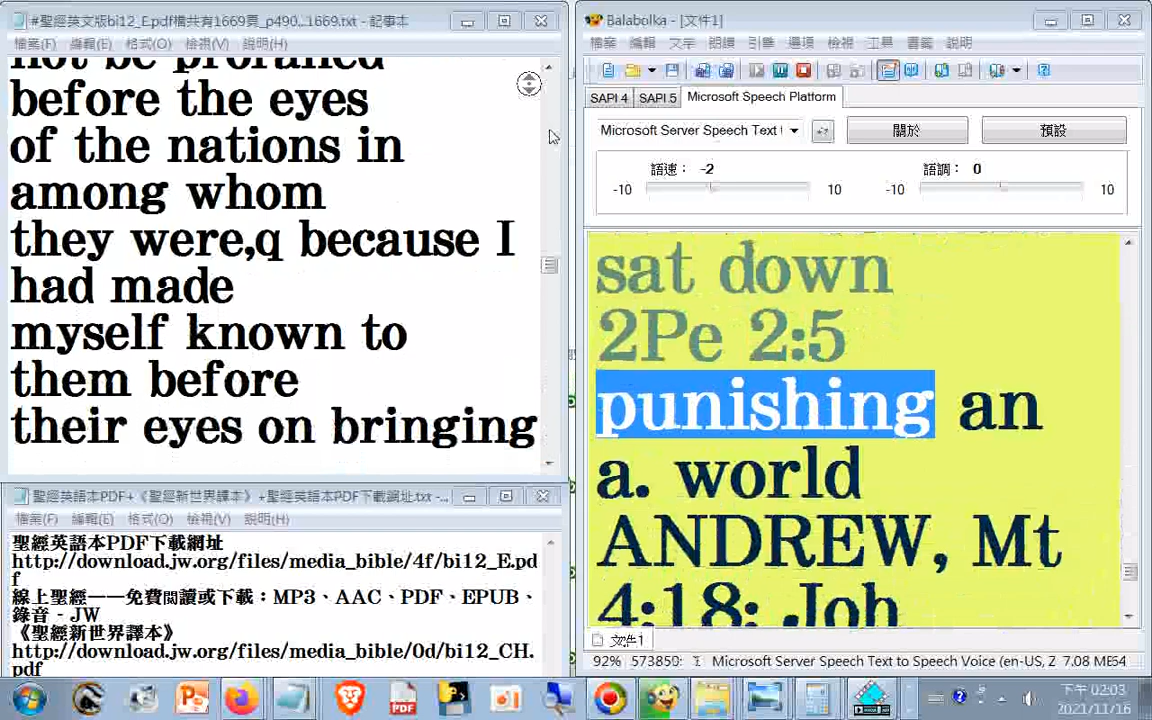 #聖經英文版bi12_E.pdf檔共有1669頁_p490,..1669.txt - 記事本
檔案(F) 編輯(E) 格式(O) 檢視(V) 說明(H)
not be profaned
before the eyes
of the nations in
among whom
they were,q because I
had made
myself known to
them before
their eyes on bringing
聖經英語本PDF+《聖經新世界譯本》+聖經英語本PDF下載網址.txt - ...
檔案(F) 編輯(E) 格式(O) 檢視(V) 說明(H)
聖經英語本PDF下載網址
http://download.jw.org/files/media_bible/4f/bi12_E.pd
f
線上聖經——免費閱讀或下載：MP3、AAC、PDF、EPUB、
錄音 - JW
《聖經新世界譯本》
http://download.jw.org/files/media_bible/0d/bi12_CH.
pdf
Balabolka - [文件1]
檔案 編輯 文字 朗讀 引擎 選項 檢視 工具 書籤 說明
SAPI 4 SAPI 5 Microsoft Speech Platform
Microsoft Server Speech Text 關於 預設
語速： -2 語調： 0
-10 10 -10 10
sat down
2Pe 2:5
punishing an
a. world
ANDREW, Mt
4:18; Joh
文件1
92% 573859: Microsoft Server Speech Text to Speech Voice (en-US, Z 7.08 ME54
下午 02:03
2021/11/16